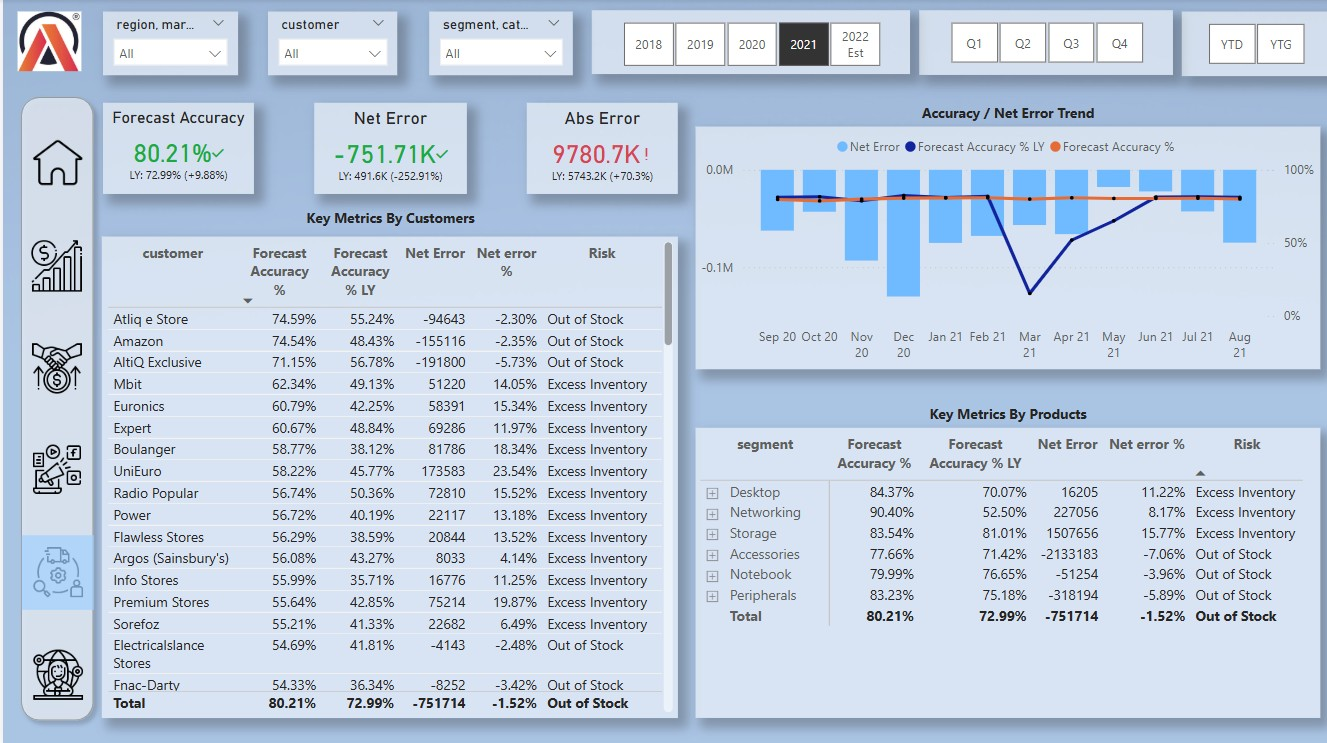 region, mar...
All
customer
All
segment, cat...
All
2018 2019 2020 2021 2022 Est
Q1 Q2 Q3 Q4
YTD YTG
®
Forecast Accuracy
80.21%✓
LY: 72.99% (+9.88%)
Net Error
-751.71K✓
LY: 491.6K (-252.91%)
Abs Error
9780.7K !
LY: 5743.2K (+70.3%)
Key Metrics By Customers
customer Forecast Accuracy % Forecast Accuracy % LY Net Error Net error % Risk
Atliq e Store 74.59% 55.24% -94643 -2.30% Out of Stock
Amazon 74.54% 48.43% -155116 -2.35% Out of Stock
AltiQ Exclusive 71.15% 56.78% -191800 -5.73% Out of Stock
Mbit 62.34% 49.13% 51220 14.05% Excess Inventory
Euronics 60.79% 42.25% 58391 15.34% Excess Inventory
Expert 60.67% 48.84% 69286 11.97% Excess Inventory
Boulanger 58.77% 38.12% 81786 18.34% Excess Inventory
UniEuro 58.22% 45.77% 173583 23.54% Excess Inventory
Radio Popular 56.74% 50.36% 72810 15.52% Excess Inventory
Power 56.72% 40.19% 22117 13.18% Excess Inventory
Flawless Stores 56.29% 38.59% 20844 13.52% Excess Inventory
Argos (Sainsbury's) 56.08% 43.27% 8033 4.14% Excess Inventory
Info Stores 55.99% 35.71% 16776 11.25% Excess Inventory
Premium Stores 55.64% 42.85% 75214 19.87% Excess Inventory
Sorefoz 55.21% 41.33% 22682 6.49% Excess Inventory
Electricalslance Stores 54.69% 41.81% -4143 -2.48% Out of Stock
Fnac-Darty 54.33% 36.34% -8252 -3.42% Out of Stock
Total 80.21% 72.99% -751714 -1.52% Out of Stock
Accuracy / Net Error Trend
Net Error Forecast Accuracy % LY Forecast Accuracy %
0.0M 100%
50%
-0.1M
0%
Sep 20 Oct 20 Nov 20 Dec 20 Jan 21 Feb 21 Mar 21 Apr 21 May 21 Jun 21 Jul 21 Aug 21
Key Metrics By Products
segment Forecast Accuracy % Forecast Accuracy % LY Net Error Net error % Risk
Desktop 84.37% 70.07% 16205 11.22% Excess Inventory
Networking 90.40% 52.50% 227056 8.17% Excess Inventory
Storage 83.54% 81.01% 1507656 15.77% Excess Inventory
Accessories 77.66% 71.42% -2133183 -7.06% Out of Stock
Notebook 79.99% 76.65% -51254 -3.96% Out of Stock
Peripherals 83.23% 75.18% -318194 -5.89% Out of Stock
Total 80.21% 72.99% -751714 -1.52% Out of Stock